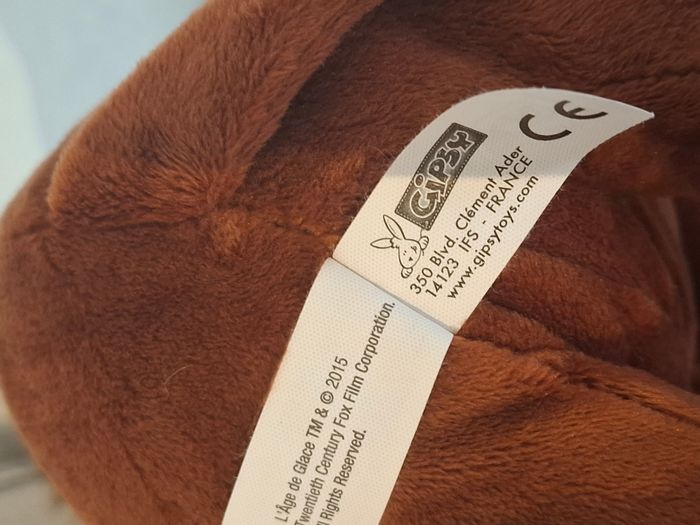 GiPSY
CE
350 Blvd. Clément Ader
14123 IFS - FRANCE
www.gipsytoys.com
L'Âge de Glace TM & © 2015
Twentieth Century Fox Film Corporation.
All Rights Reserved.